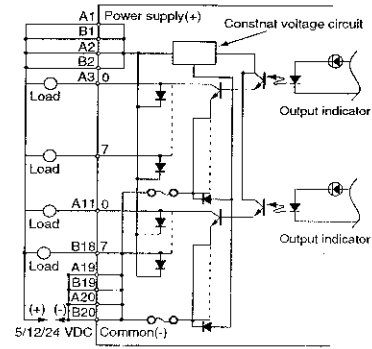 A1 Power supply(+)
B1
Constnat voltage circuit
A2
B2
A3 0
Load
Output indicator
7
Load
A11 0
Load
B18 7
Output indicator
Load
A19
B19
A20
(+) (-) B20
5/12/24 VDC Common(-)